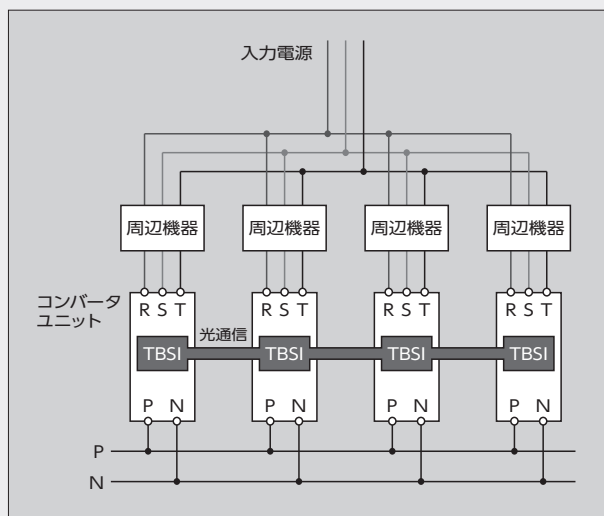 入力電源
周辺機器 周辺機器 周辺機器 周辺機器
コンバータ
ユニット
R S T R S T R S T R S T
光通信
TBSI TBSI TBSI TBSI
P N P N P N P N
P
N